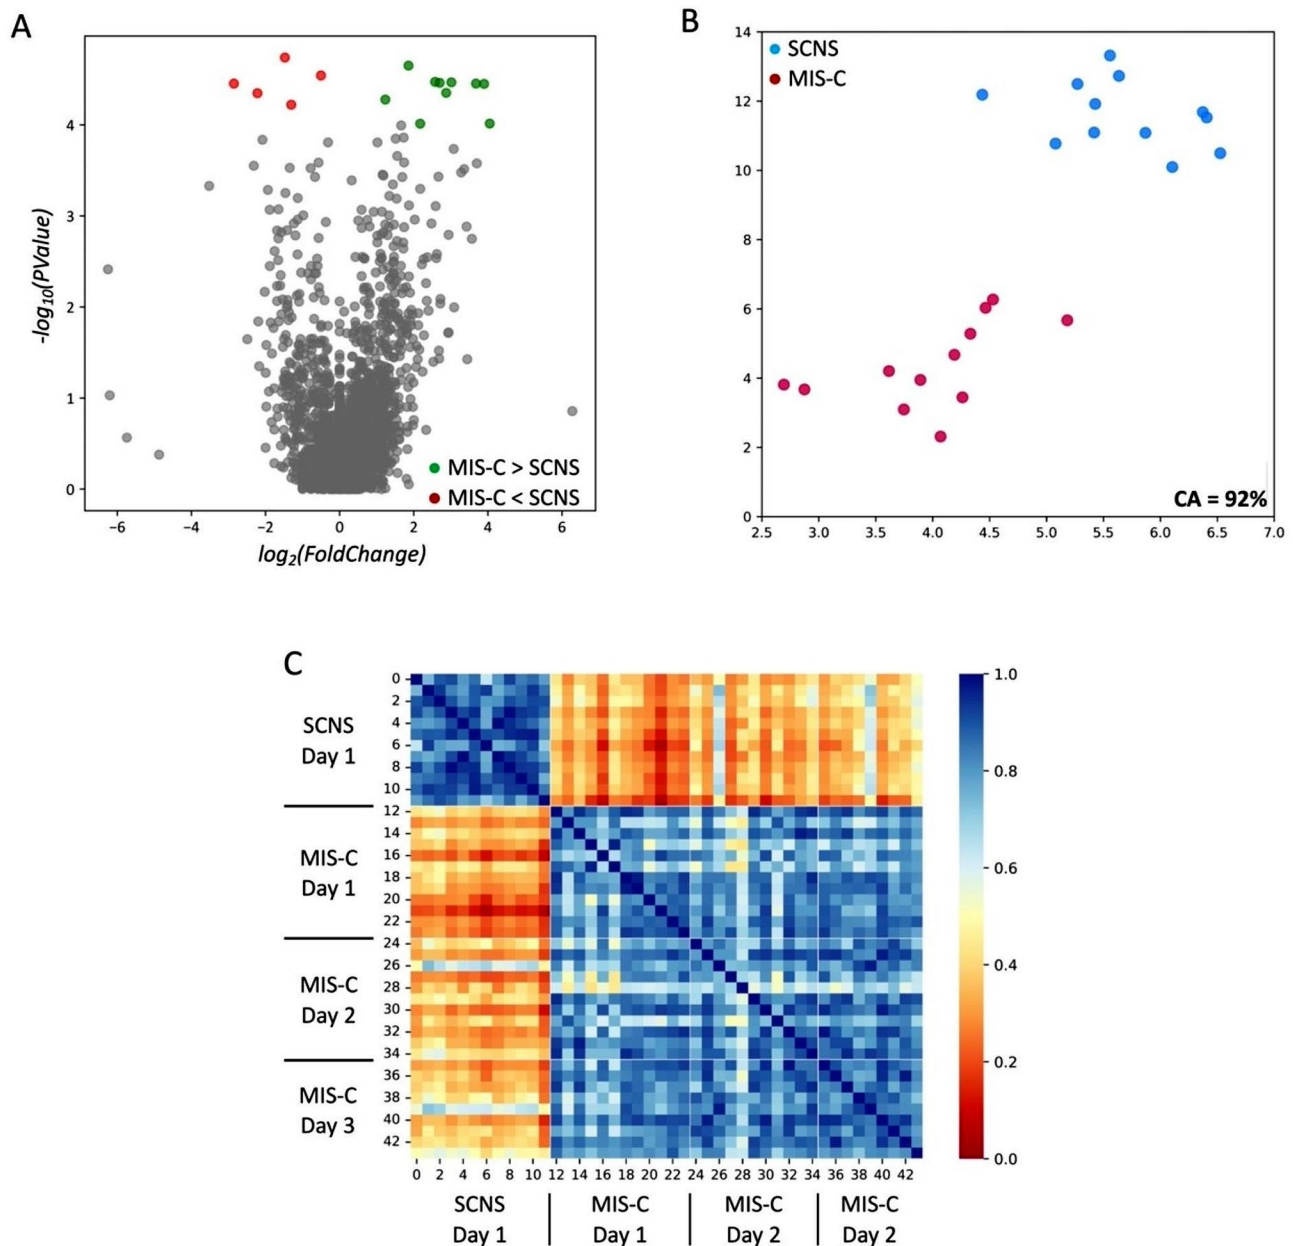 A
-log10(PValue)
4
3
2
1
0
−6 −4 −2 0 2 4 6
log2(FoldChange)
MIS-C > SCNS
MIS-C < SCNS
B
14
12
10
8
6
4
2
0
SCNS
MIS-C
CA = 92%
2.5 3.0 3.5 4.0 4.5 5.0 5.5 6.0 6.5 7.0
C
SCNS
Day 1
MIS-C
Day 1
MIS-C
Day 2
MIS-C
Day 3
0
2
4
6
8
10
12
14
16
18
20
22
24
26
28
30
32
34
36
38
40
42
0 2 4 6 8 10 12 14 16 18 20 22 24 26 28 30 32 34 36 38 40 42
SCNS MIS-C MIS-C MIS-C
Day 1 Day 1 Day 2 Day 2
1.0
0.8
0.6
0.4
0.2
0.0